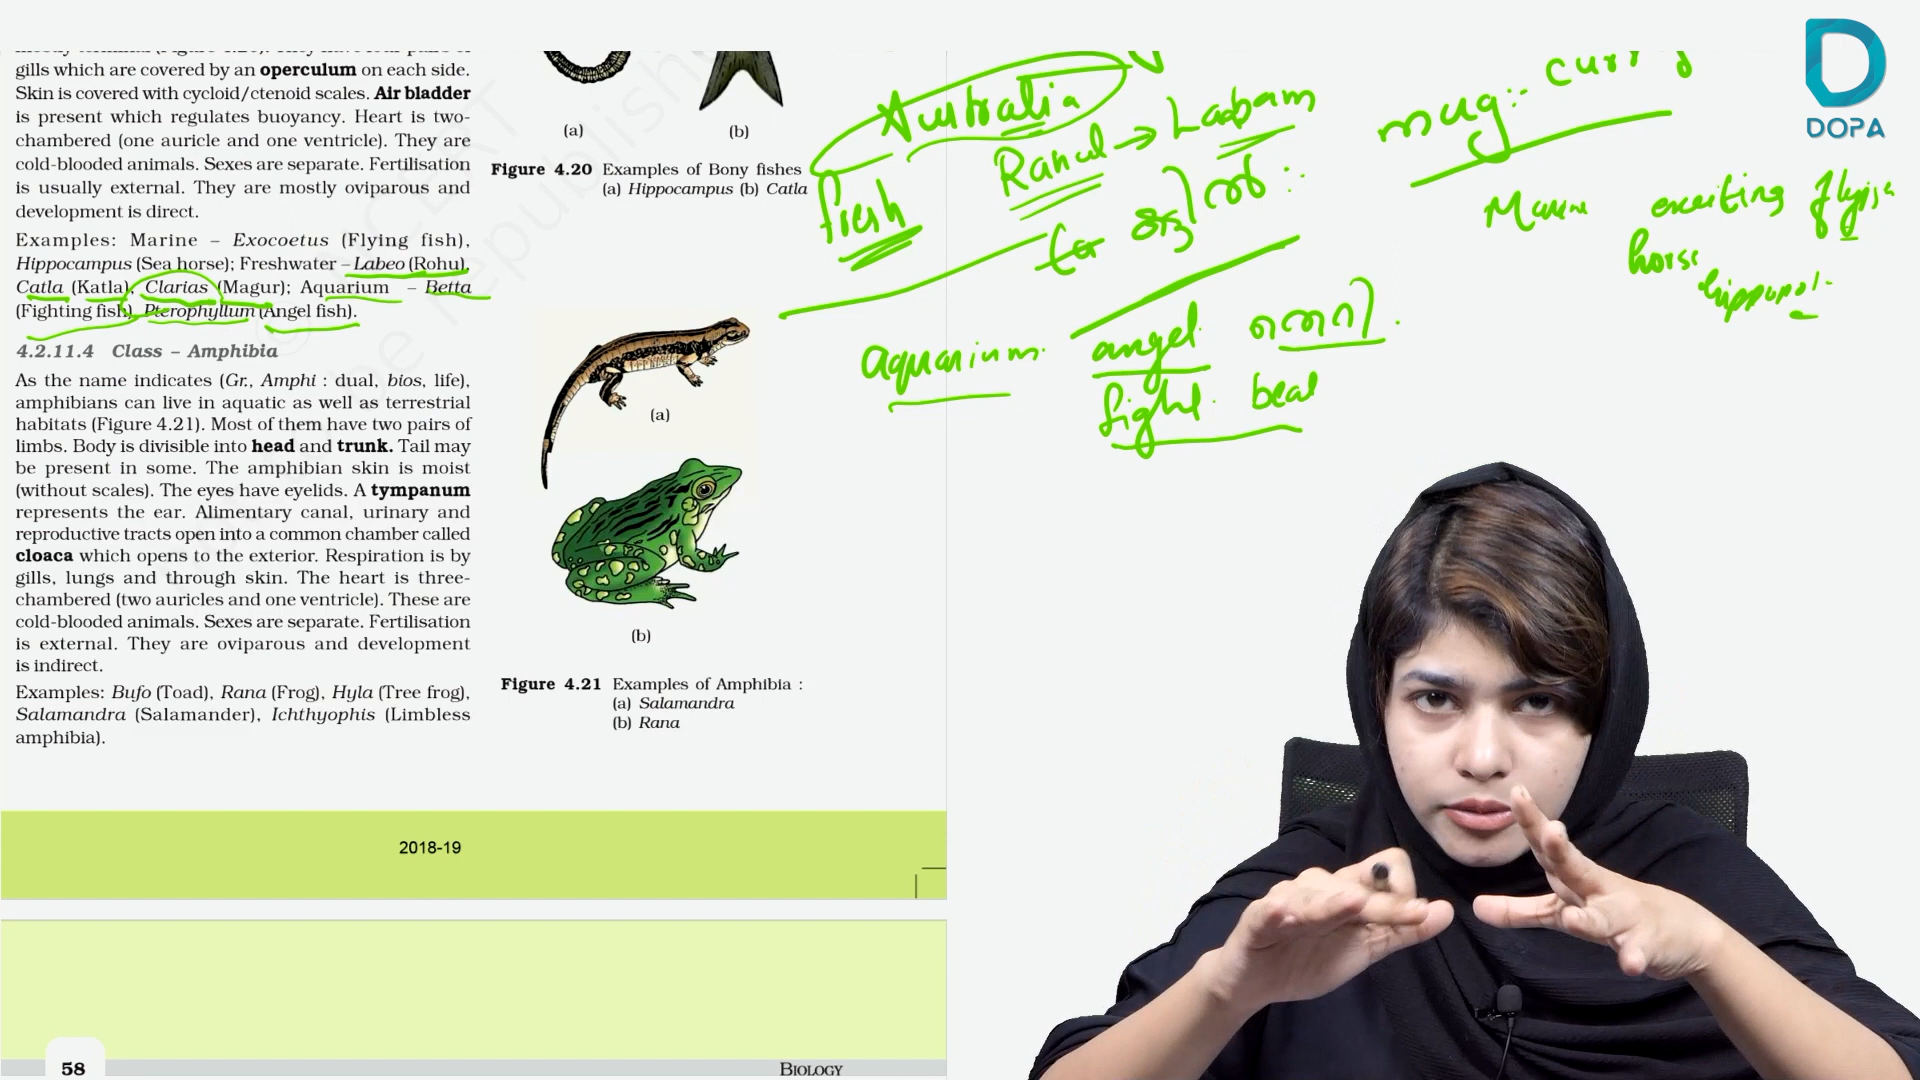 gills which are covered by an operculum on each side.
Skin is covered with cycloid/ctenoid scales. Air bladder
is present which regulates buoyancy. Heart is two-
chambered (one auricle and one ventricle). They are
cold-blooded animals. Sexes are separate. Fertilisation
is usually external. They are mostly oviparous and
development is direct.
Examples: Marine – Exocoetus (Flying fish),
Hippocampus (Sea horse); Freshwater – Labeo (Rohu),
Catla (Katla), Clarias (Magur); Aquarium – Betta
(Fighting fish), Pterophyllum (Angel fish).
4.2.11.4 Class – Amphibia
As the name indicates (Gr., Amphi : dual, bios, life),
amphibians can live in aquatic as well as terrestrial
habitats (Figure 4.21). Most of them have two pairs of
limbs. Body is divisible into head and trunk. Tail may
be present in some. The amphibian skin is moist
(without scales). The eyes have eyelids. A tympanum
represents the ear. Alimentary canal, urinary and
reproductive tracts open into a common chamber called
cloaca which opens to the exterior. Respiration is by
gills, lungs and through skin. The heart is three-
chambered (two auricles and one ventricle). These are
cold-blooded animals. Sexes are separate. Fertilisation
is external. They are oviparous and development
is indirect.
Examples: Bufo (Toad), Rana (Frog), Hyla (Tree frog),
Salamandra (Salamander), Ichthyophis (Limbless
amphibia).
(a) (b)
Figure 4.20 Examples of Bony fishes
(a) Hippocampus (b) Catla
(a)
(b)
Figure 4.21 Examples of Amphibia :
(a) Salamandra
(b) Rana
2018-19
58
BIOLOGY
Australia
fresh
mug:- curry
Marine exciting
horse
aquarium. angel
fight. beat
DOPA